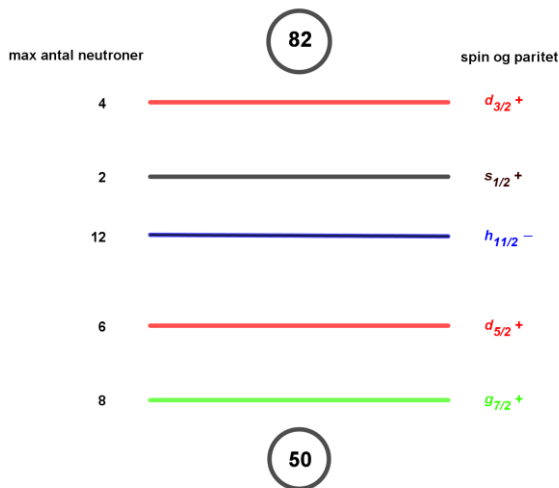 82
max antal neutroner spin og paritet
4 d3/2 +
2 s1/2 +
12 h11/2 −
6 d5/2 +
8 g7/2 +
50